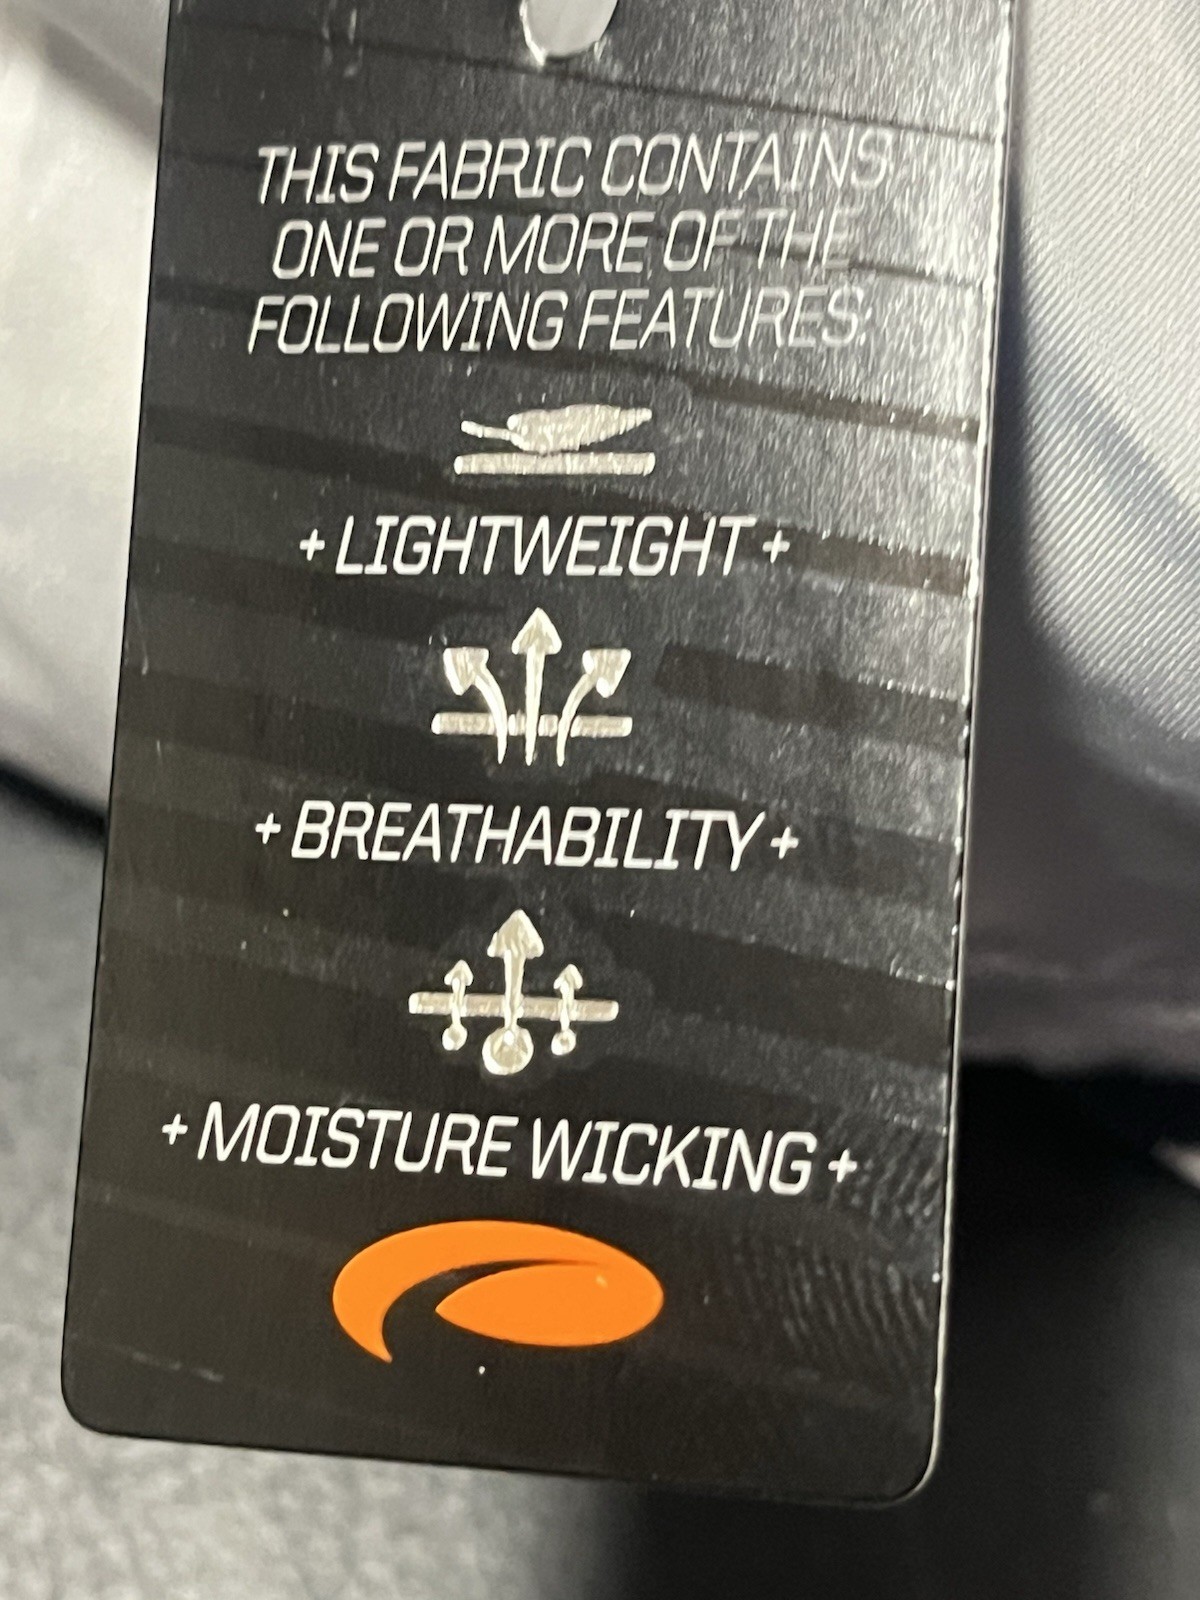 THIS FABRIC CONTAINS
ONE OR MORE OF THE
FOLLOWING FEATURES:
+ LIGHTWEIGHT +
+ BREATHABILITY +
+ MOISTURE WICKING +